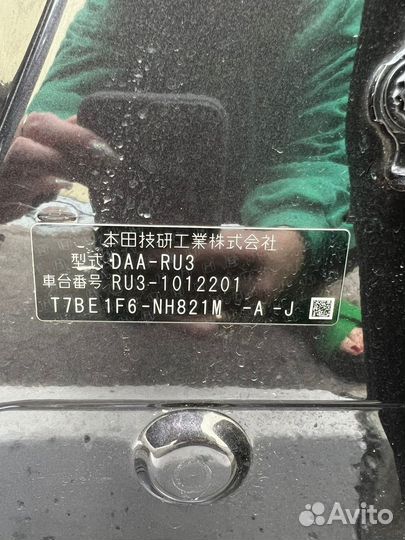 本田技研工業株式会社
型式 DAA-RU3
車台番号 RU3-1012201
T7BE1F6-NH821M -A -J
Avito